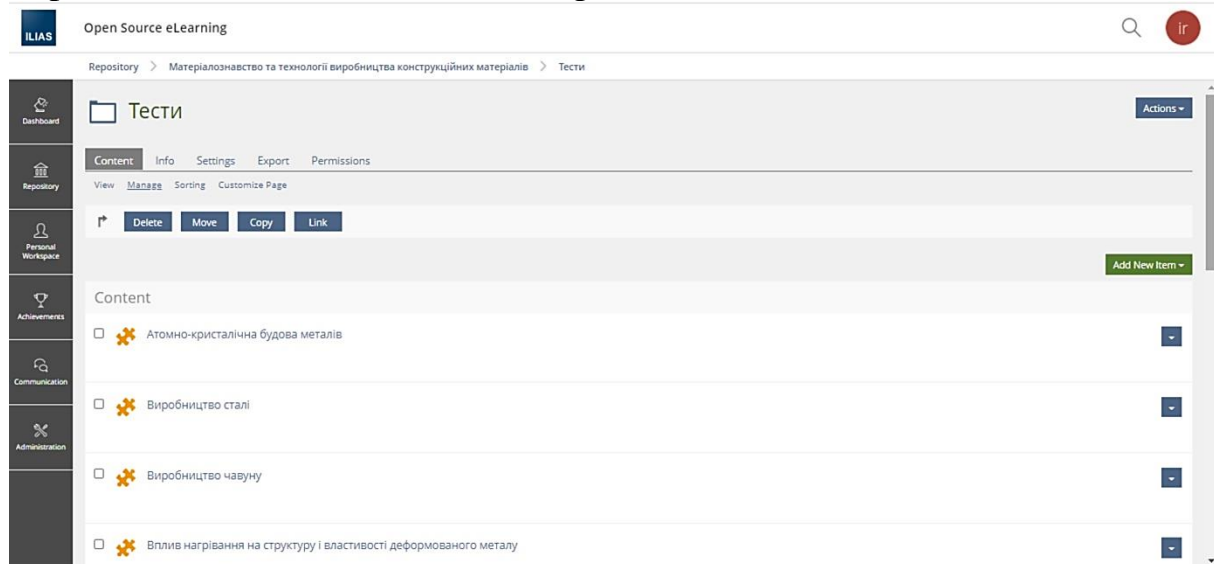 ILIAS
Open Source eLearning
ir
Repository > Матеріалознавство та технології виробництва конструкційних матеріалів > Тести
Dashboard
Тести
Actions
Content Info Settings Export Permissions
Repository
View Manage Sorting Customize Page
Delete Move Copy Link
Personal
Workspace
Add New Item
Achievements
Content
Атомно-кристалічна будова металів
Communication
Виробництво сталі
Administration
Виробництво чавуну
Вплив нагрівання на структуру і властивості деформованого металу